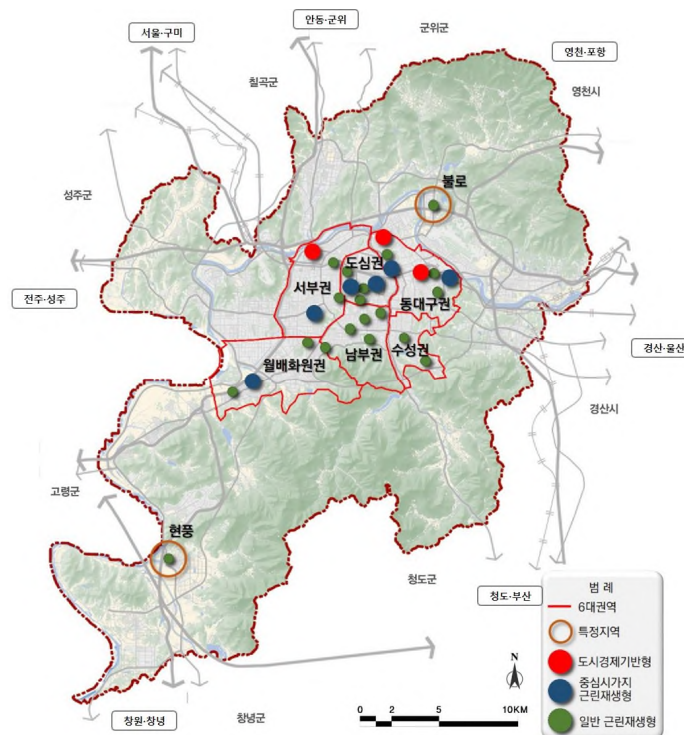 안동·군위
서울·구미
군위군
영천·포항
칠곡군
영천시
불로
성주군
도심권
서부권
전주·성주
동대구권
경산·울산
월배화원권
남부권
수성권
경산시
고령군
현풍
청도군
청도·부산
범 례
6대권역
특정지역
도시경제기반형
중심시가지
근린재생형
일반 근린재생형
N
0 2 5 10KM
창원·창녕
창녕군